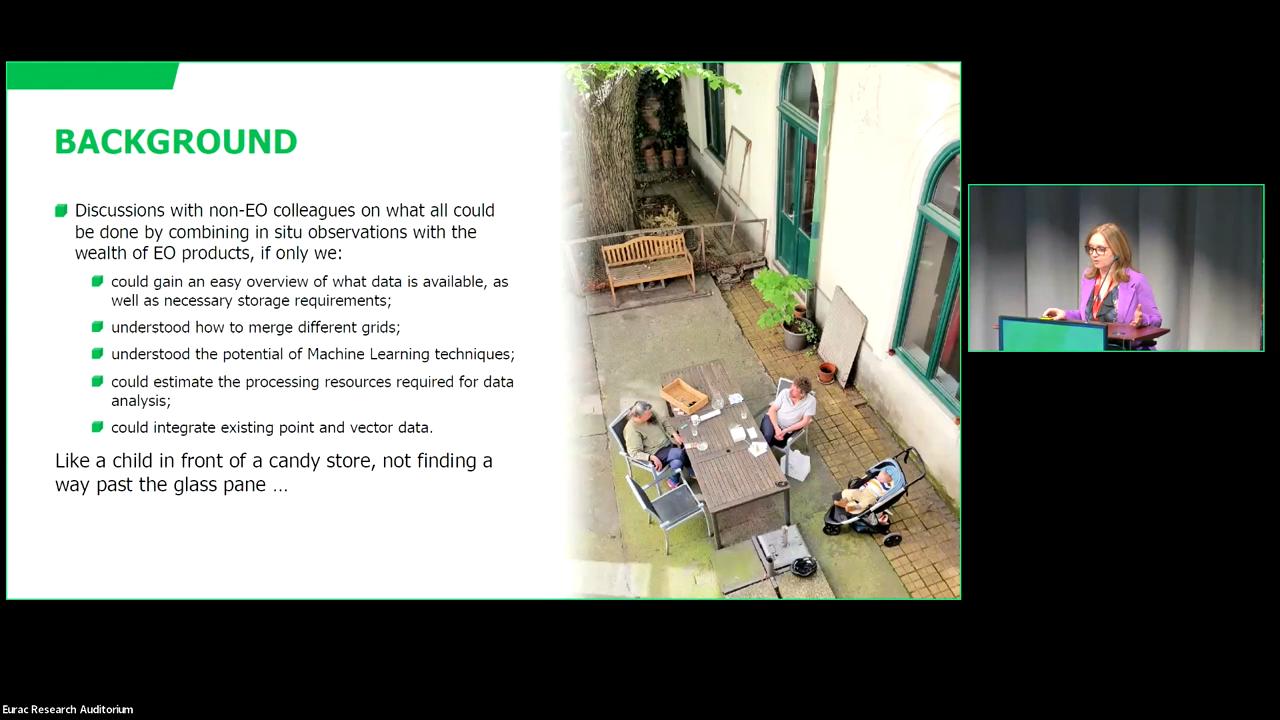 BACKGROUND
Discussions with non-EO colleagues on what all could
be done by combining in situ observations with the
wealth of EO products, if only we:
could gain an easy overview of what data is available, as
well as necessary storage requirements;
understood how to merge different grids;
understood the potential of Machine Learning techniques;
could estimate the processing resources required for data
analysis;
could integrate existing point and vector data.
Like a child in front of a candy store, not finding a
way past the glass pane ...
Eurac Research Auditorium